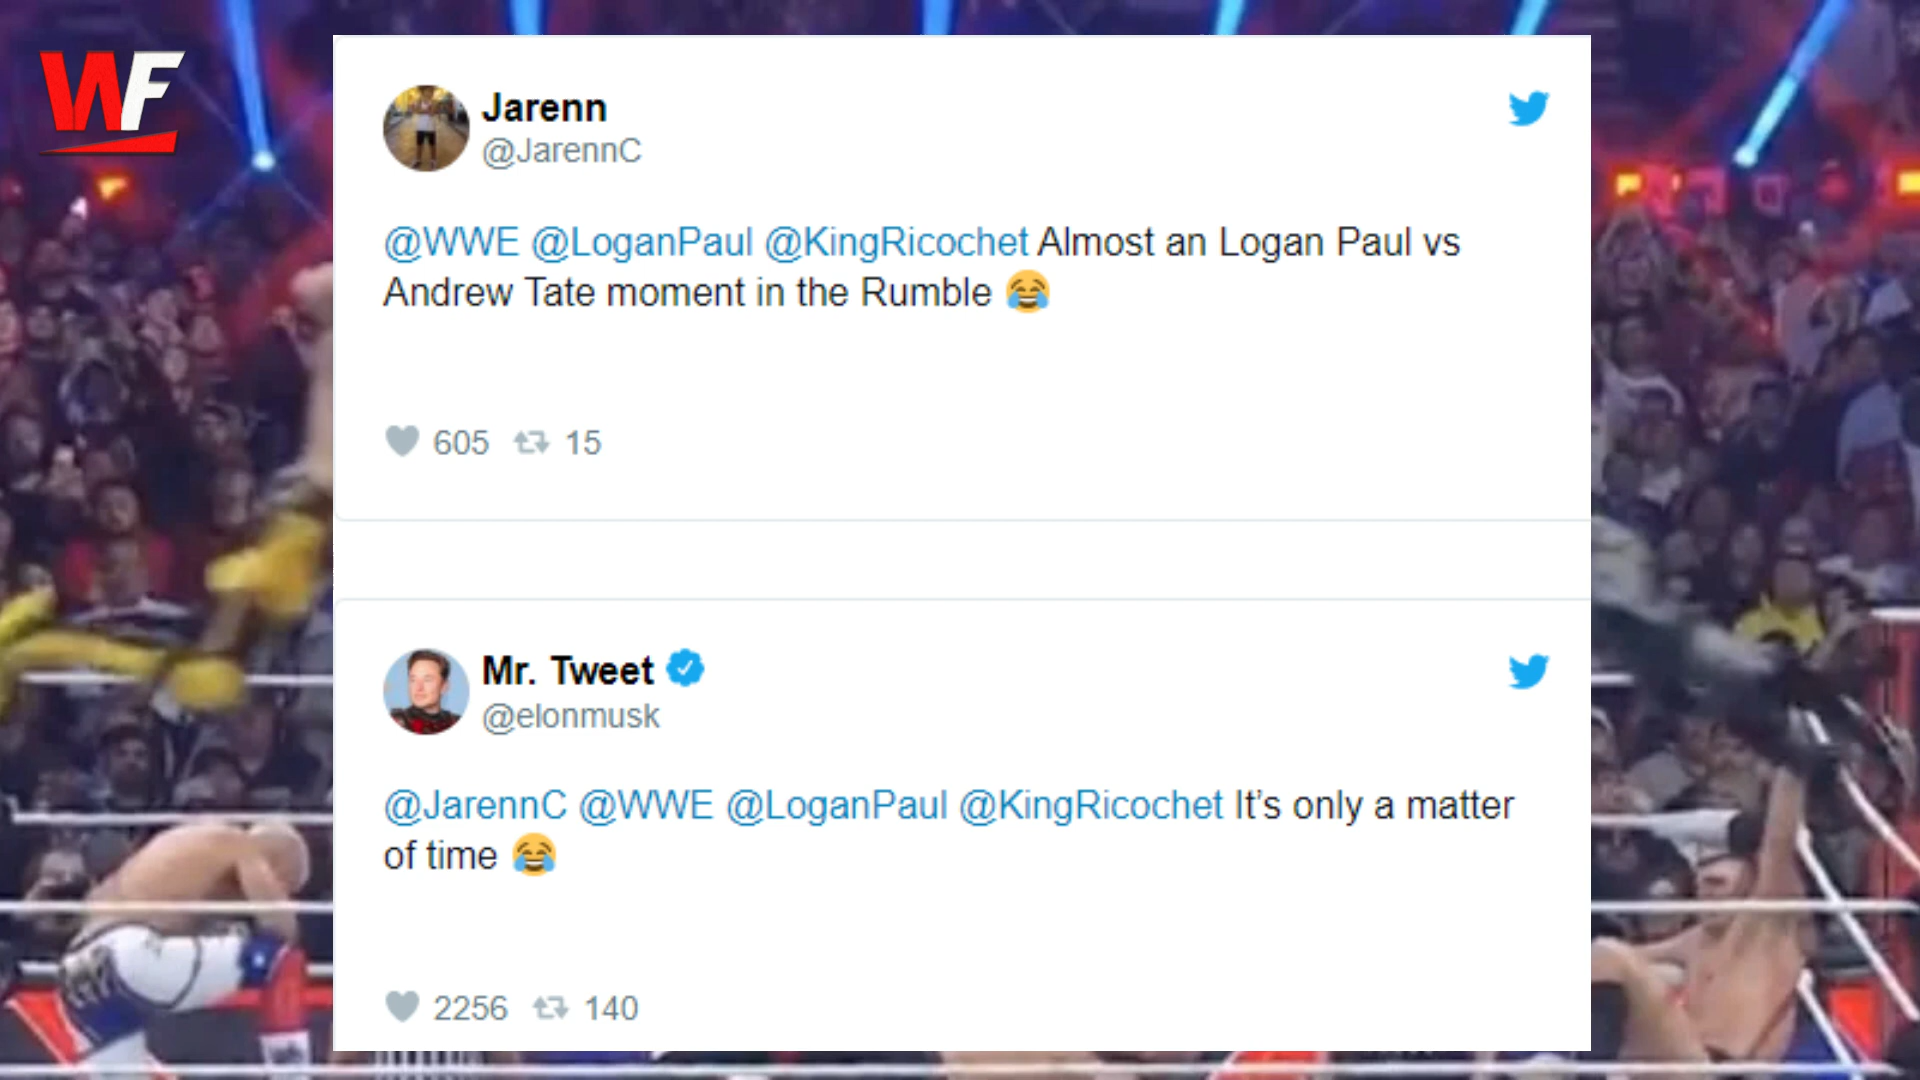 WF
Jarenn
@JarennC
@WWE @LoganPaul @KingRicochet Almost an Logan Paul vs
Andrew Tate moment in the Rumble 😂
605 15
Mr. Tweet
@elonmusk
@JarennC @WWE @LoganPaul @KingRicochet It's only a matter
of time 😂
2256 140